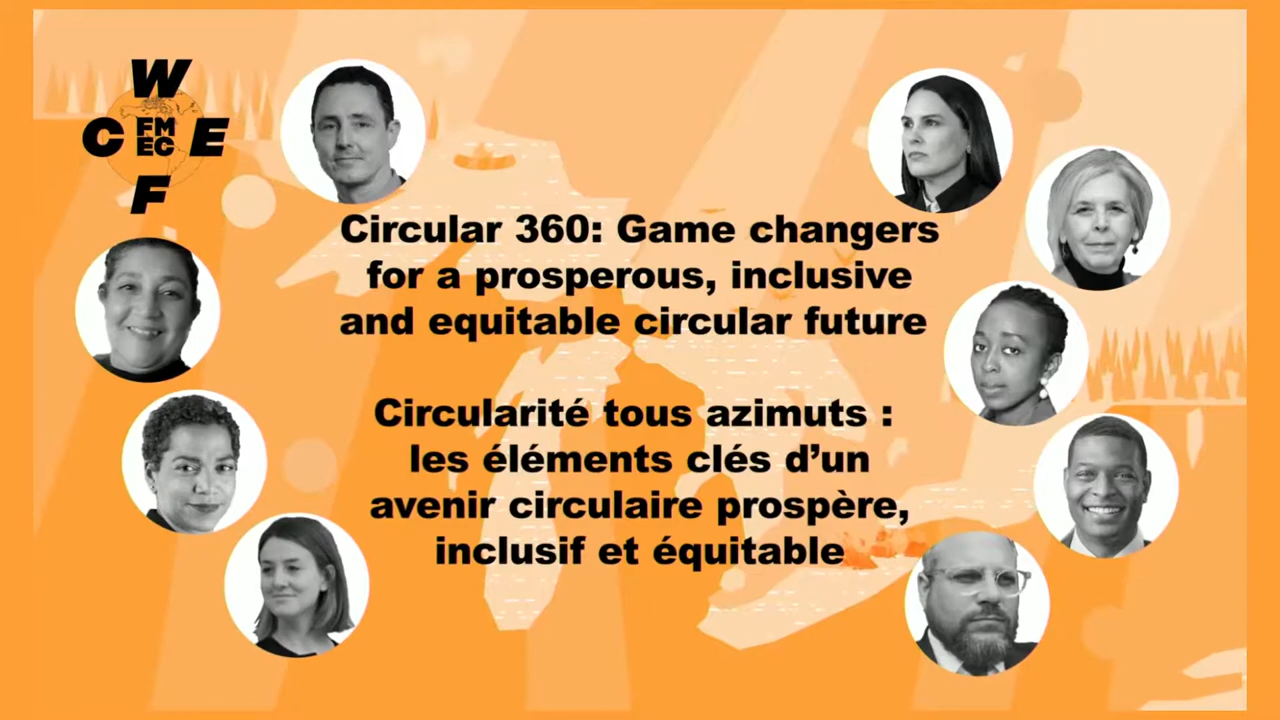 W
C FM E
EC
F
Circular 360: Game changers
for a prosperous, inclusive
and equitable circular future
Circularité tous azimuts :
les éléments clés d’un
avenir circulaire prospère,
inclusif et équitable